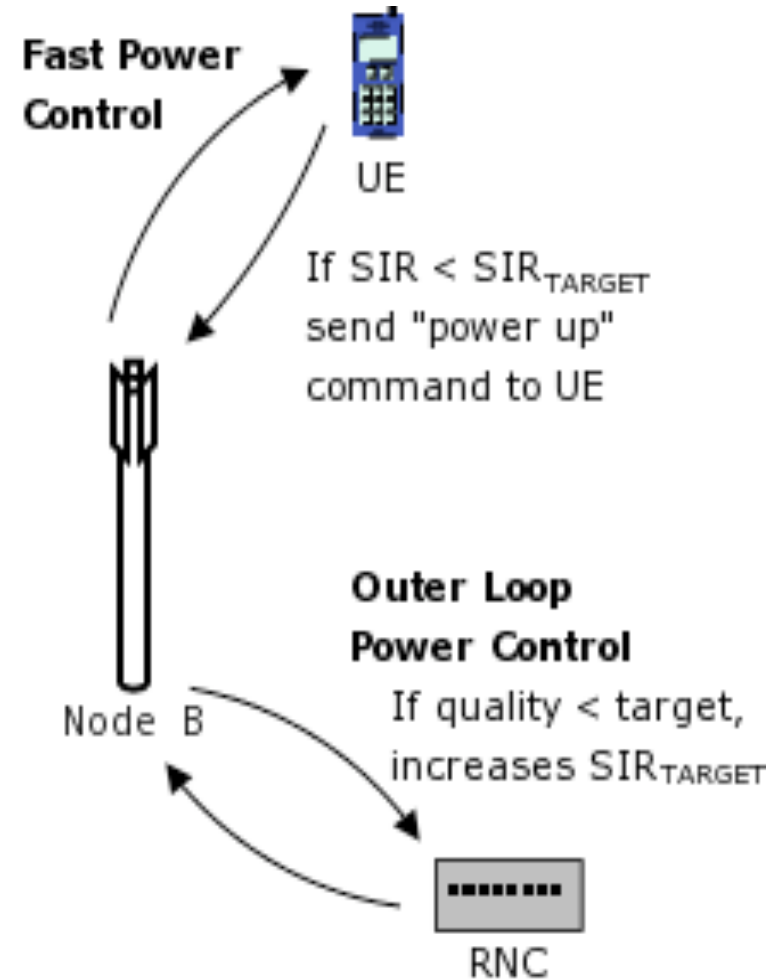 Fast Power
Control
UE
If SIR < SIR_TARGET
send "power up"
command to UE
Outer Loop
Power Control
If quality < target,
increases SIR_TARGET
Node B
RNC